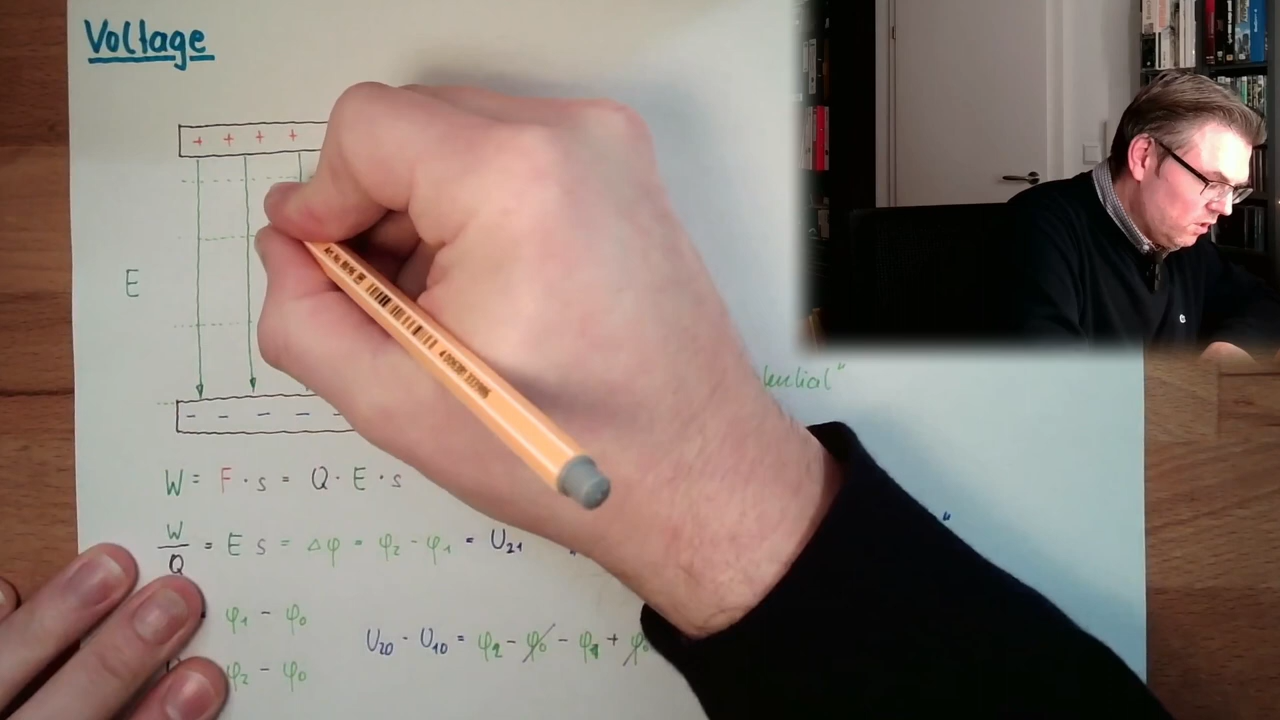 Voltage
+ + + +
E
- - - -
W = F · s = Q · E · s
W/Q = E s = Δφ = φ₂ - φ₁ = U₂₁ "
φ₁ - φ₀
U₂₀ - U₁₀ = φ₂ - φ₀ - φ₁ + φ₀
φ₂ - φ₀